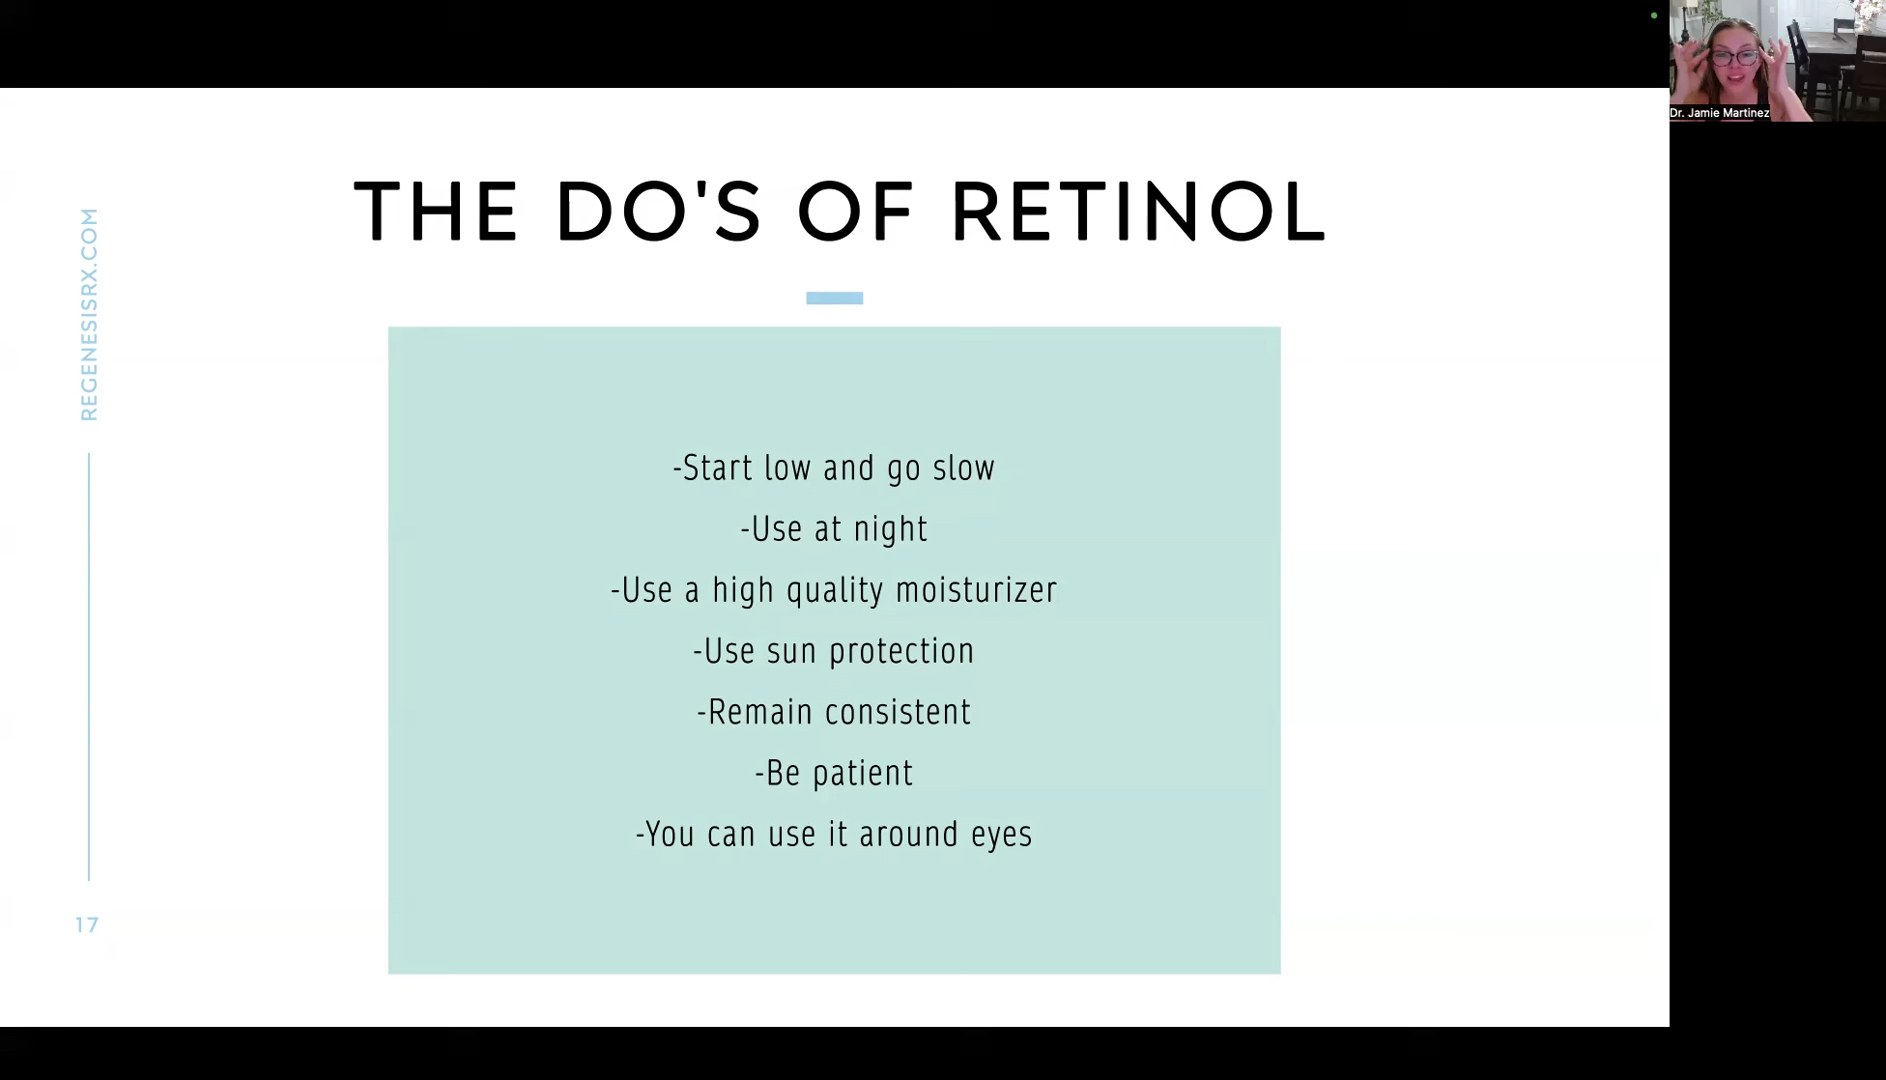 Dr. Jamie Martinez
REGENESISRX.COM
THE DO'S OF RETINOL
-Start low and go slow
-Use at night
-Use a high quality moisturizer
-Use sun protection
-Remain consistent
-Be patient
-You can use it around eyes
17